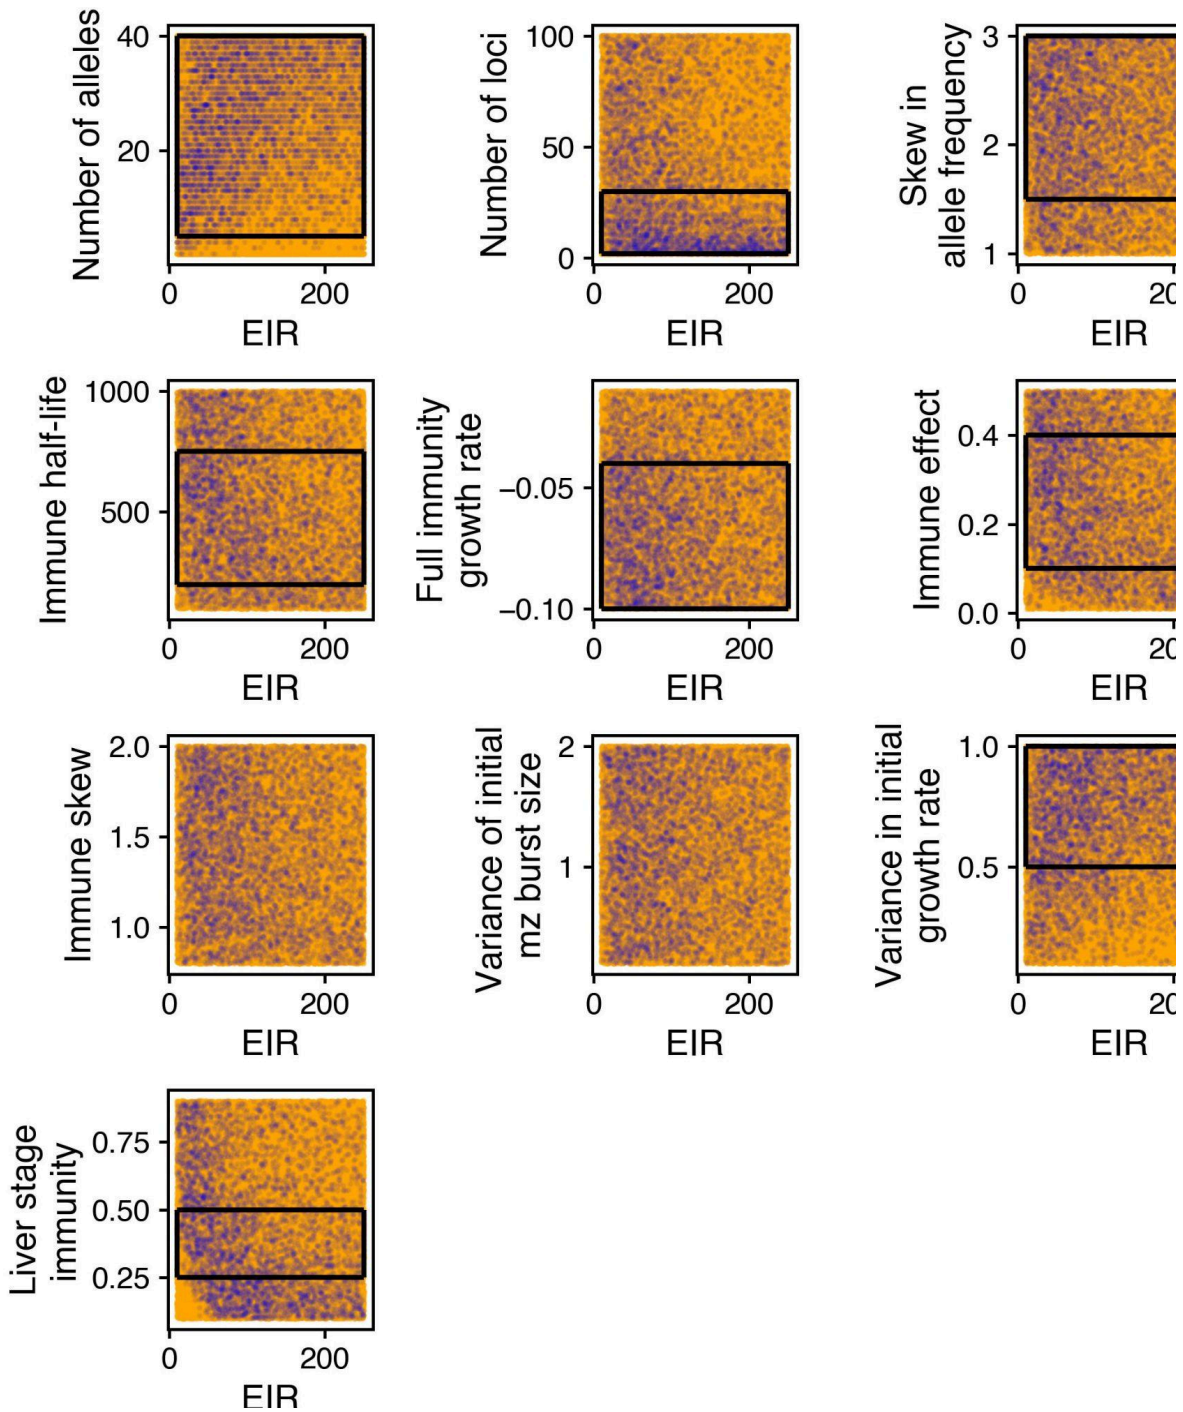 Number of alleles
40
20
0
200
EIR
Number of loci
100
50
0
0
200
EIR
Skew in
allele frequency
3
2
1
0
20
EIR
Immune half-life
1000
500
0
200
EIR
Full immunity
growth rate
−0.05
−0.10
0
200
EIR
Immune effect
0.4
0.2
0.0
0
20
EIR
Immune skew
2.0
1.5
1.0
0
200
EIR
Variance of initial
mz burst size
2
1
0
200
EIR
Variance in initial
growth rate
1.0
0.5
0
20
EIR
Liver stage
immunity
0.75
0.50
0.25
0
200
EIR